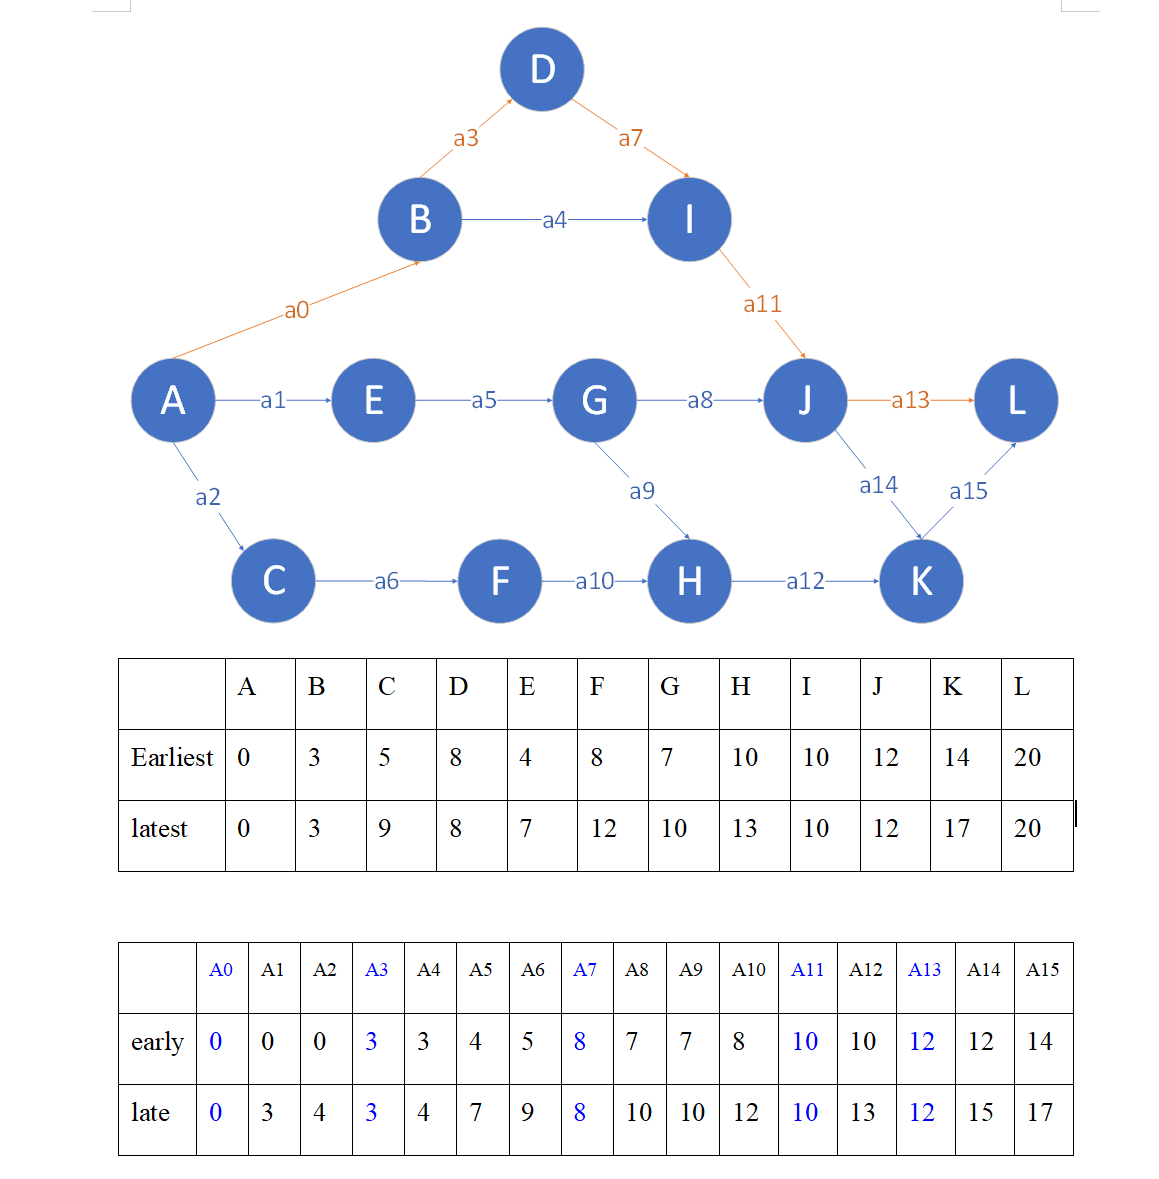 D
a3
a7
B
a4
I
a0
a11
A
a1
E
a5
G
a8
J
a13
L
a2
a9
a14
a15
C
a6
F
a10
H
a12
K
A B C D E F G H I J K L
Earliest 0 3 5 8 4 8 7 10 10 12 14 20
latest 0 3 9 8 7 12 10 13 10 12 17 20
A0 A1 A2 A3 A4 A5 A6 A7 A8 A9 A10 A11 A12 A13 A14 A15
early 0 0 0 3 3 4 5 8 7 7 8 10 10 12 12 14
late 0 3 4 3 4 7 9 8 10 10 12 10 13 12 15 17